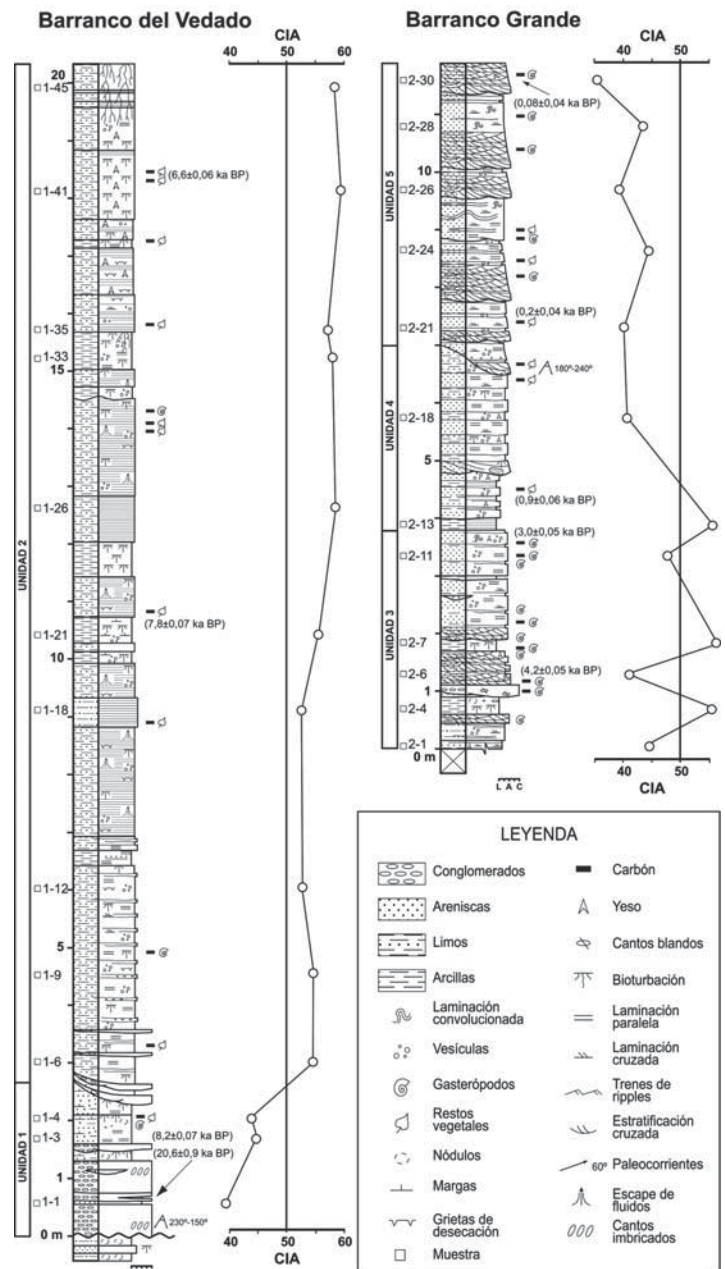 Barranco del Vedado
CIA
40 50 60
UNIDAD 2
UNIDAD 1
20
1-45
(6,6±0,06 ka BP)
1-41
1-35
1-33
15
1-26
(7,8±0,07 ka BP)
1-21
10
1-18
1-12
5
1-9
1-6
1-4
(8,2±0,07 ka BP)
1-3
(20,6±0,9 ka BP)
1
1-1
230º-150º
0 m
40 50 60
CIA
Barranco Grande
CIA
40 50
UNIDAD 5
UNIDAD 4
UNIDAD 3
2-30
(0,08±0,04 ka BP)
2-28
10
2-26
2-24
(0,2±0,04 ka BP)
2-21
180º-240º
2-18
5
(0,9±0,06 ka BP)
2-13
(3,0±0,05 ka BP)
2-11
2-7
(4,2±0,05 ka BP)
2-6
1
2-4
2-1
0 m
40 50
CIA
L A C
LEYENDA
Conglomerados
Areniscas
Limos
Arcillas
Laminación
convolucionada
Vesículas
Gasterópodos
Restos
vegetales
Nódulos
Margas
Grietas de
desecación
Muestra
Carbón
Yeso
Cantos blandos
Bioturbación
Laminación
paralela
Laminación
cruzada
Trenes de
ripples
Estratificación
cruzada
60º Paleocorrientes
Escape de
fluidos
Cantos
imbricados